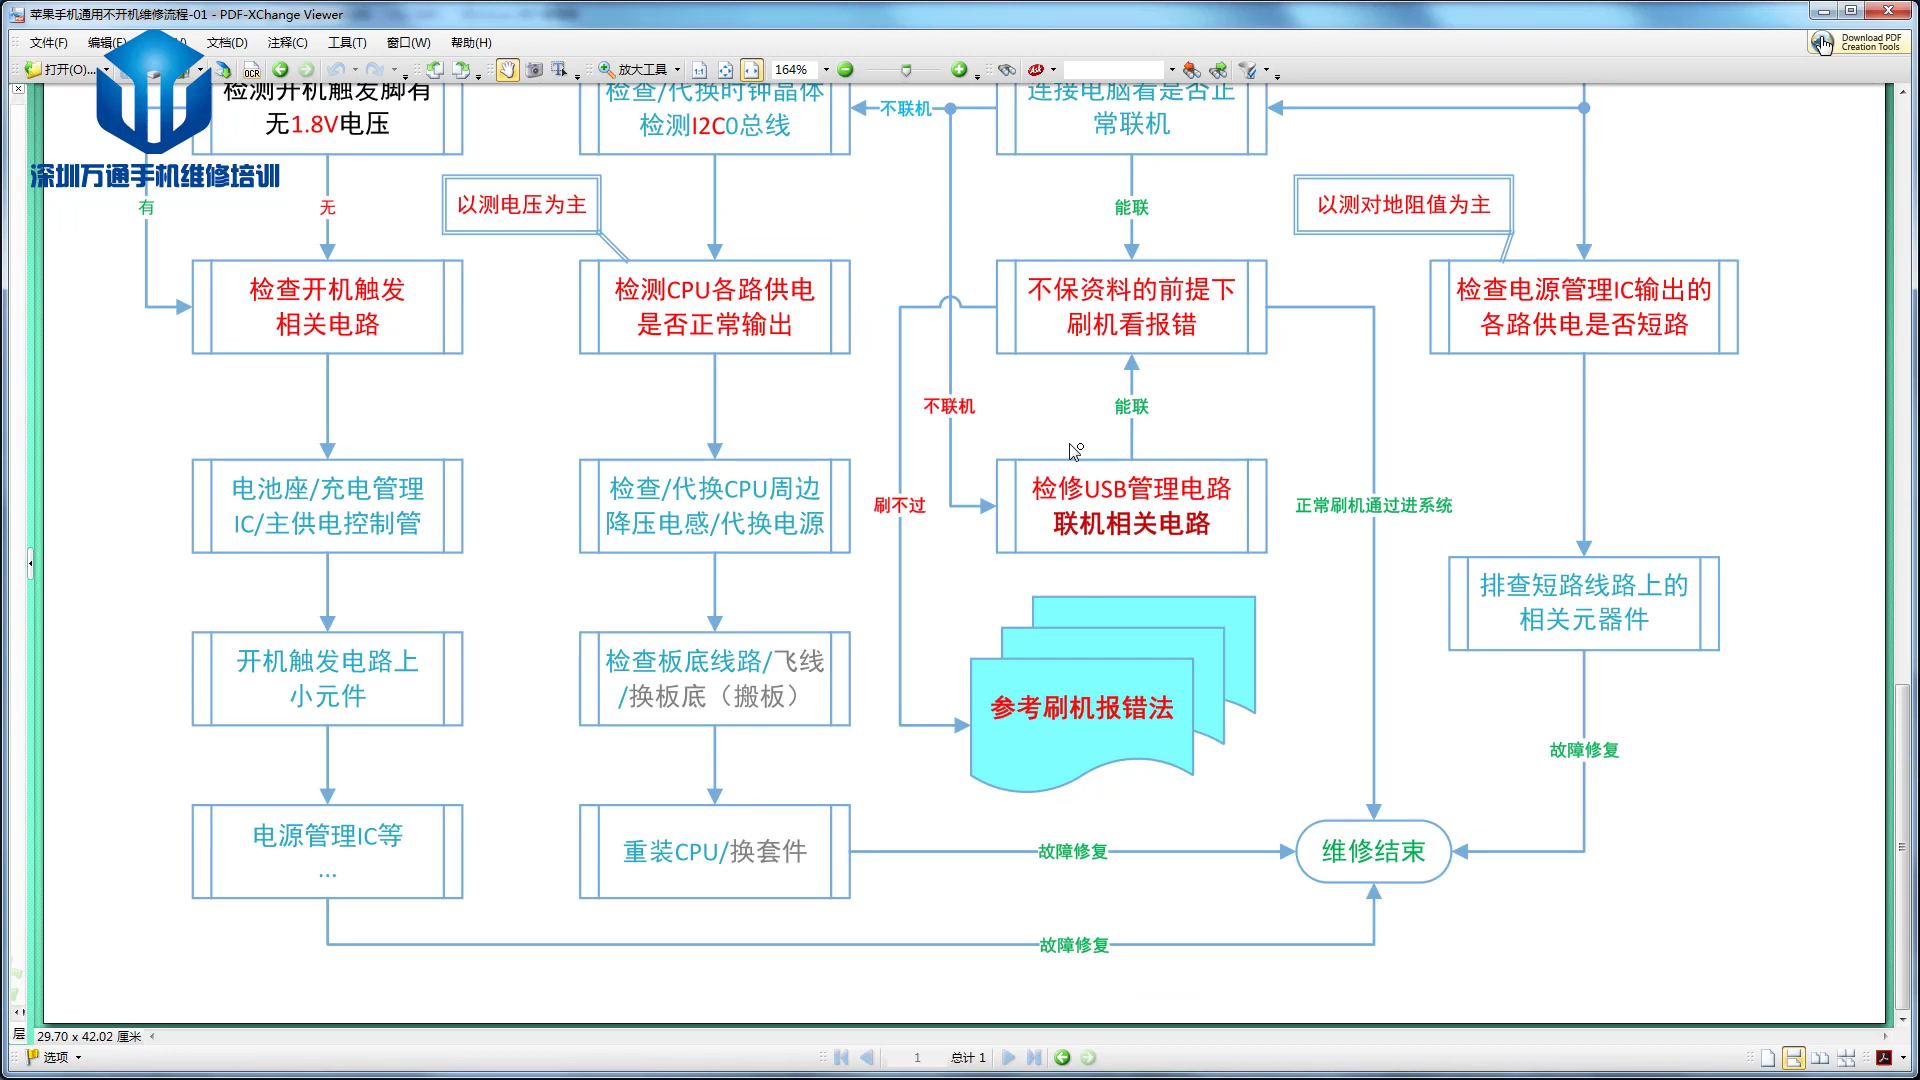 苹果手机通用不开机维修流程-01 - PDF-XChange Viewer
文件(F)
编辑(E)
文档(D)
注释(C)
工具(T)
窗口(W)
帮助(H)
Download PDF
Creation Tools
打开(O)...
OCR
放大工具
1:1
164%
检测开机触发脚有
无1.8V电压
检查/代换时钟晶体
检测I2C0总线
不联机
连接电脑看是否正
常联机
深圳万通手机维修培训
有
无
以测电压为主
能联
以测对地阻值为主
检查开机触发
相关电路
检测CPU各路供电
是否正常输出
不保资料的前提下
刷机看报错
检查电源管理IC输出的
各路供电是否短路
不联机
能联
电池座/充电管理
IC/主供电控制管
检查/代换CPU周边
降压电感/代换电源
刷不过
检修USB管理电路
联机相关电路
正常刷机通过进系统
排查短路线路上的
相关元器件
开机触发电路上
小元件
检查板底线路/飞线
/换板底（搬板）
参考刷机报错法
故障修复
电源管理IC等
...
重装CPU/换套件
故障修复
维修结束
故障修复
层
29.70 x 42.02 厘米
选项
1
总计 1